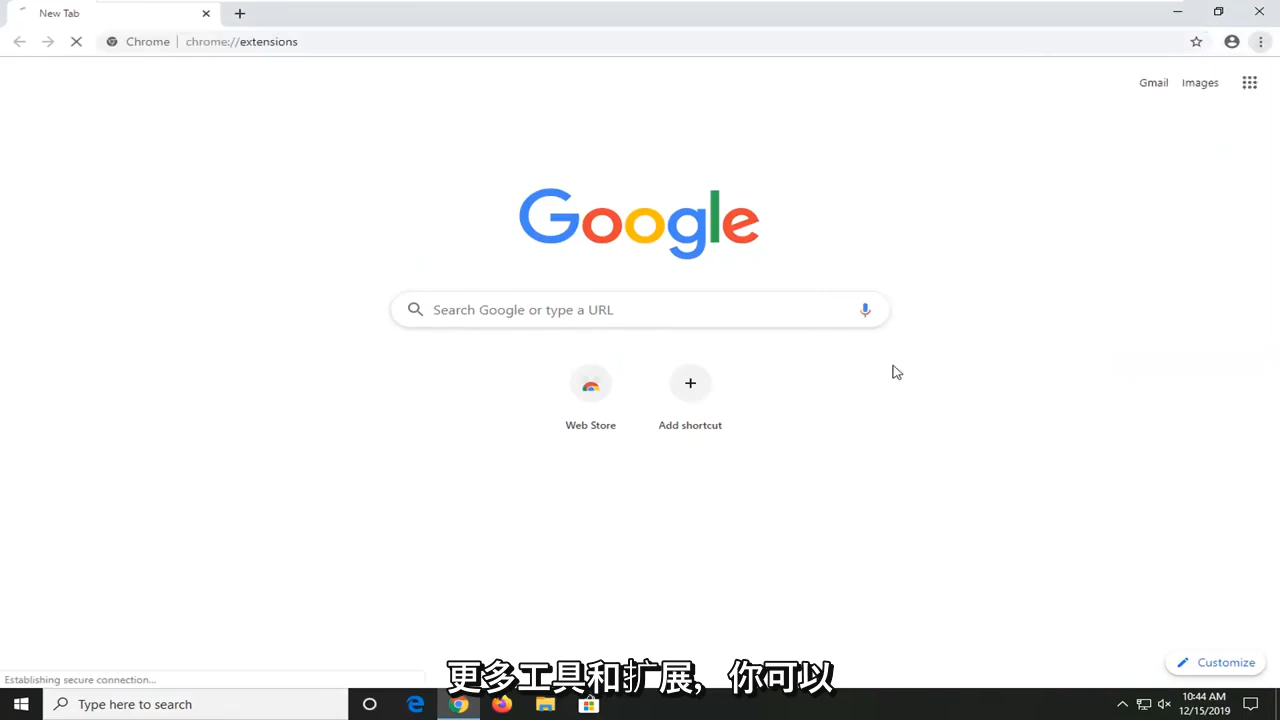 New Tab
Chrome | chrome://extensions
Gmail Images
Google
Search Google or type a URL
Web Store Add shortcut
Customize
Establishing secure connection...
更多工具和扩展，你可以
Type here to search
10:44 AM
12/15/2019